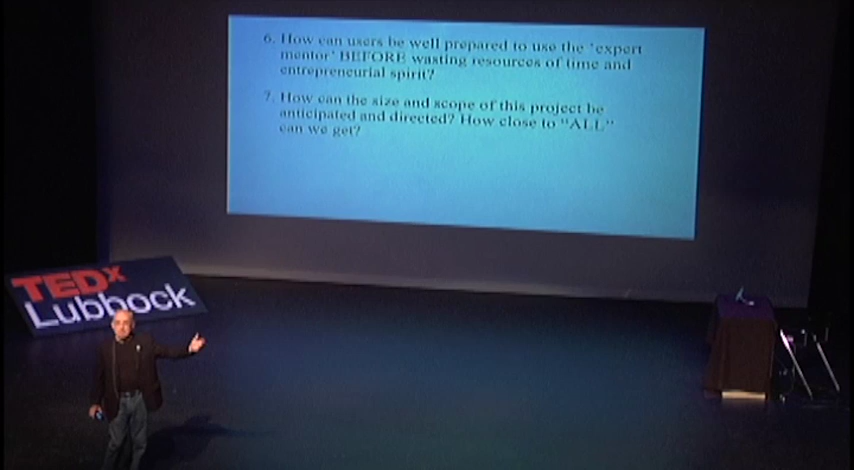 6. How can users be well prepared to use the 'expert
mentor' BEFORE wasting resources of time and
entrepreneurial spirit?
7. How can the size and scope of this project be
anticipated and directed? How close to "ALL"
can we get?
TEDx
Lubbock